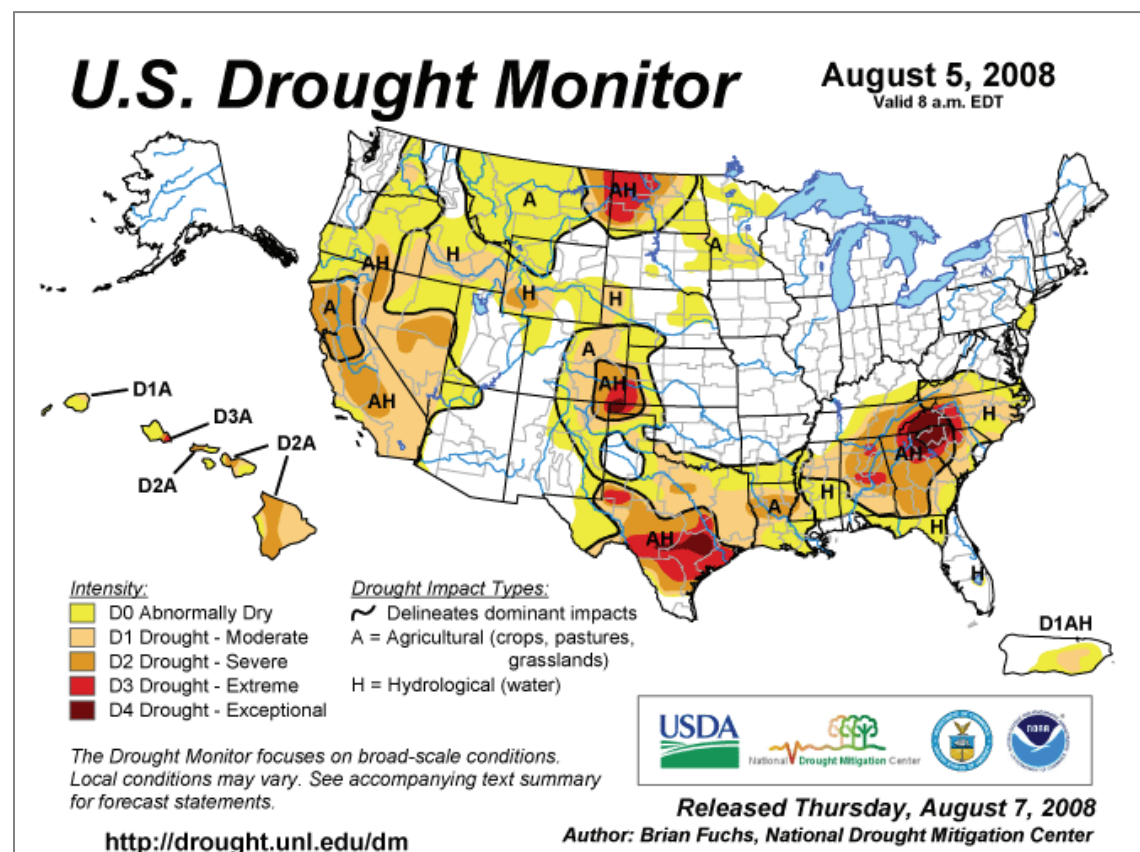 U.S. Drought Monitor
August 5, 2008
Valid 8 a.m. EDT
AH
A
H
A
AH
H
H
H
A
A
AH
AH
H
AH
H
A
AH
H
H
D1A
D3A
D2A
D2A
D1AH
Intensity:
D0 Abnormally Dry
D1 Drought - Moderate
D2 Drought - Severe
D3 Drought - Extreme
D4 Drought - Exceptional
Drought Impact Types:
Delineates dominant impacts
A = Agricultural (crops, pastures,
grasslands)
H = Hydrological (water)
USDA
National Drought Mitigation Center
NOAA
The Drought Monitor focuses on broad-scale conditions.
Local conditions may vary. See accompanying text summary
for forecast statements.
http://drought.unl.edu/dm
Released Thursday, August 7, 2008
Author: Brian Fuchs, National Drought Mitigation Center